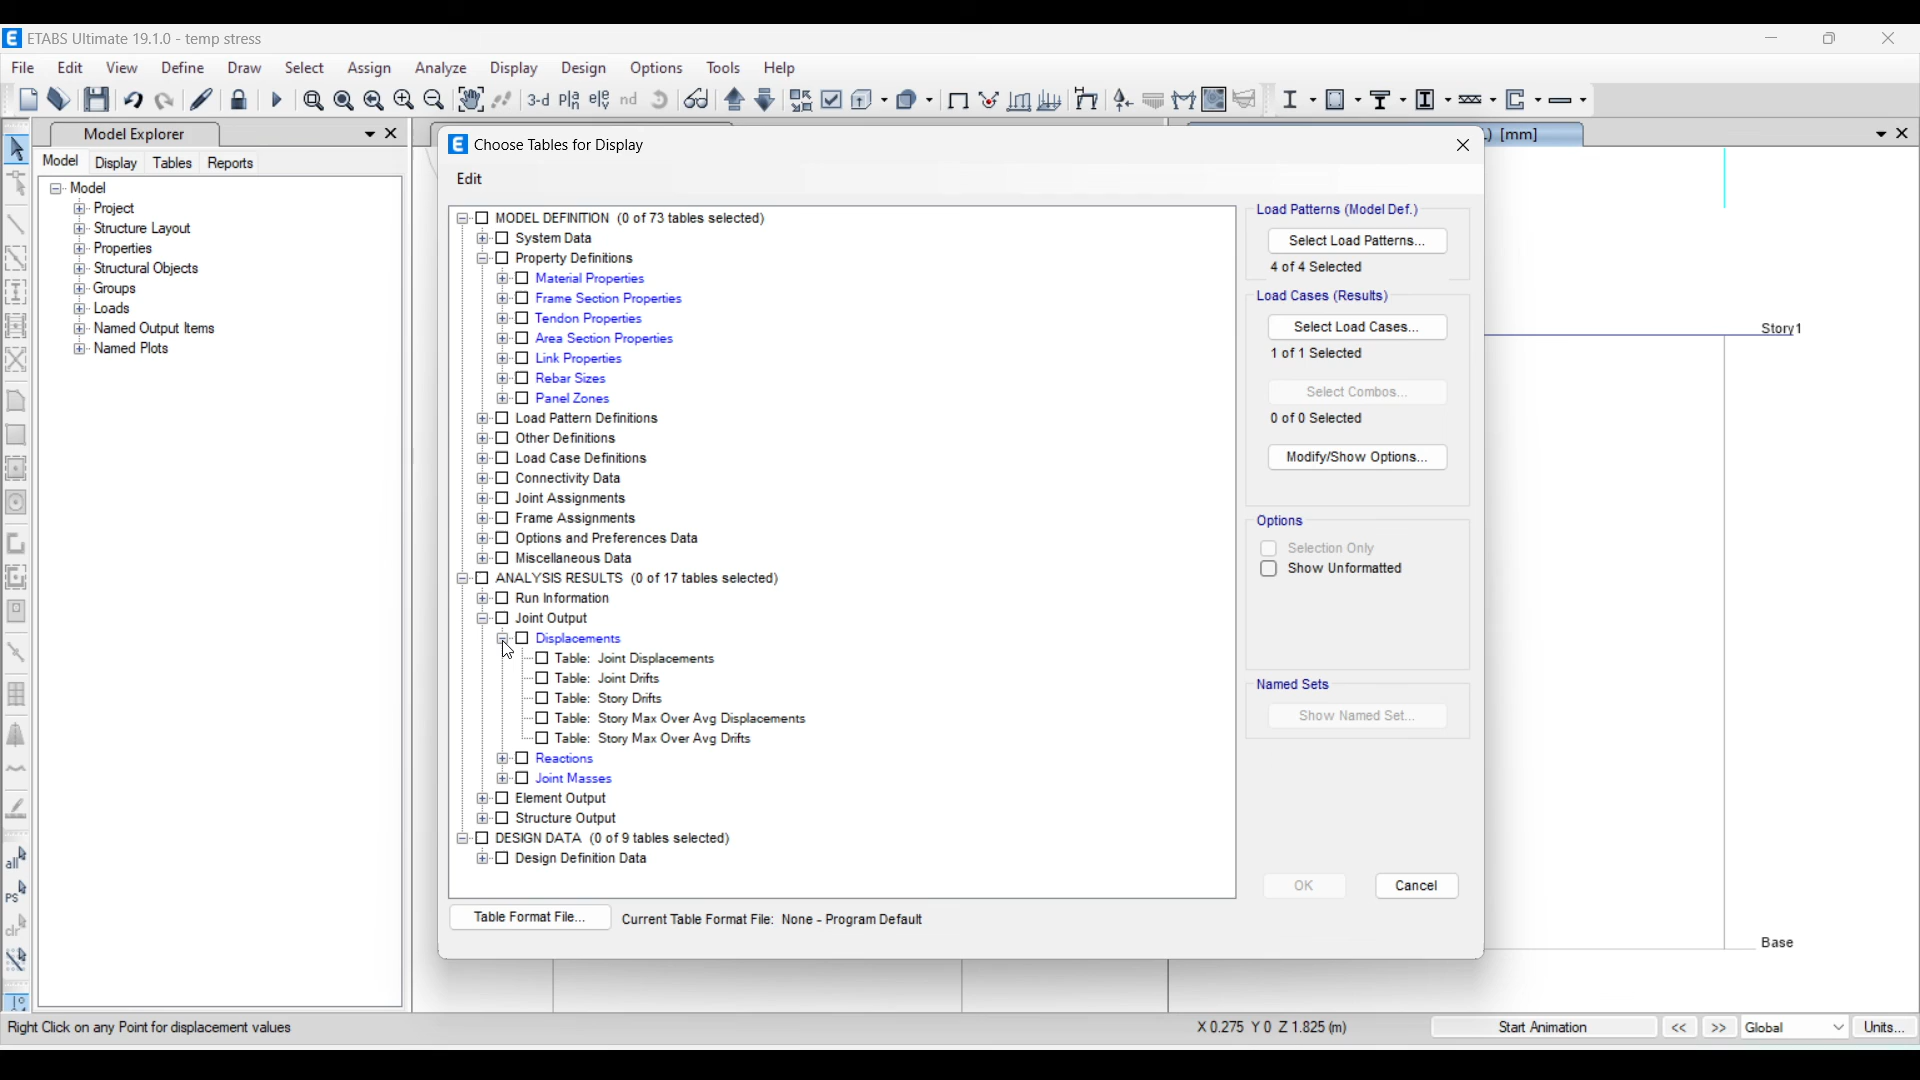 ETABS Ultimate 19.1.0 - temp stress
File Edit View Define Draw Select Assign Analyze Display Design Options Tools Help
3-d Pla ele nd
Model Explorer
[mm]
Model Display Tables Reports
Model
Project
Structure Layout
Properties
Structural Objects
Groups
Loads
Named Output Items
Named Plots
Choose Tables for Display
Edit
MODEL DEFINITION (0 of 73 tables selected)
System Data
Property Definitions
Material Properties
Frame Section Properties
Tendon Properties
Area Section Properties
Link Properties
Rebar Sizes
Panel Zones
Load Pattern Definitions
Other Definitions
Load Case Definitions
Connectivity Data
Joint Assignments
Frame Assignments
Options and Preferences Data
Miscellaneous Data
ANALYSIS RESULTS (0 of 17 tables selected)
Run Information
Joint Output
Displacements
Table: Joint Displacements
Table: Joint Drifts
Table: Story Drifts
Table: Story Max Over Avg Displacements
Table: Story Max Over Avg Drifts
Reactions
Joint Masses
Element Output
Structure Output
DESIGN DATA (0 of 9 tables selected)
Design Definition Data
Load Patterns (Model Def.)
Select Load Patterns...
4 of 4 Selected
Load Cases (Results)
Select Load Cases...
1 of 1 Selected
Select Combos...
0 of 0 Selected
Modify/Show Options...
Options
Selection Only
Show Unformatted
Named Sets
Show Named Set...
OK Cancel
Table Format File... Current Table Format File: None - Program Default
Story1
Base
all
PS
clr
Right Click on any Point for displacement values
X 0.275 Y 0 Z 1.825 (m)
Start Animation << >> Global Units...